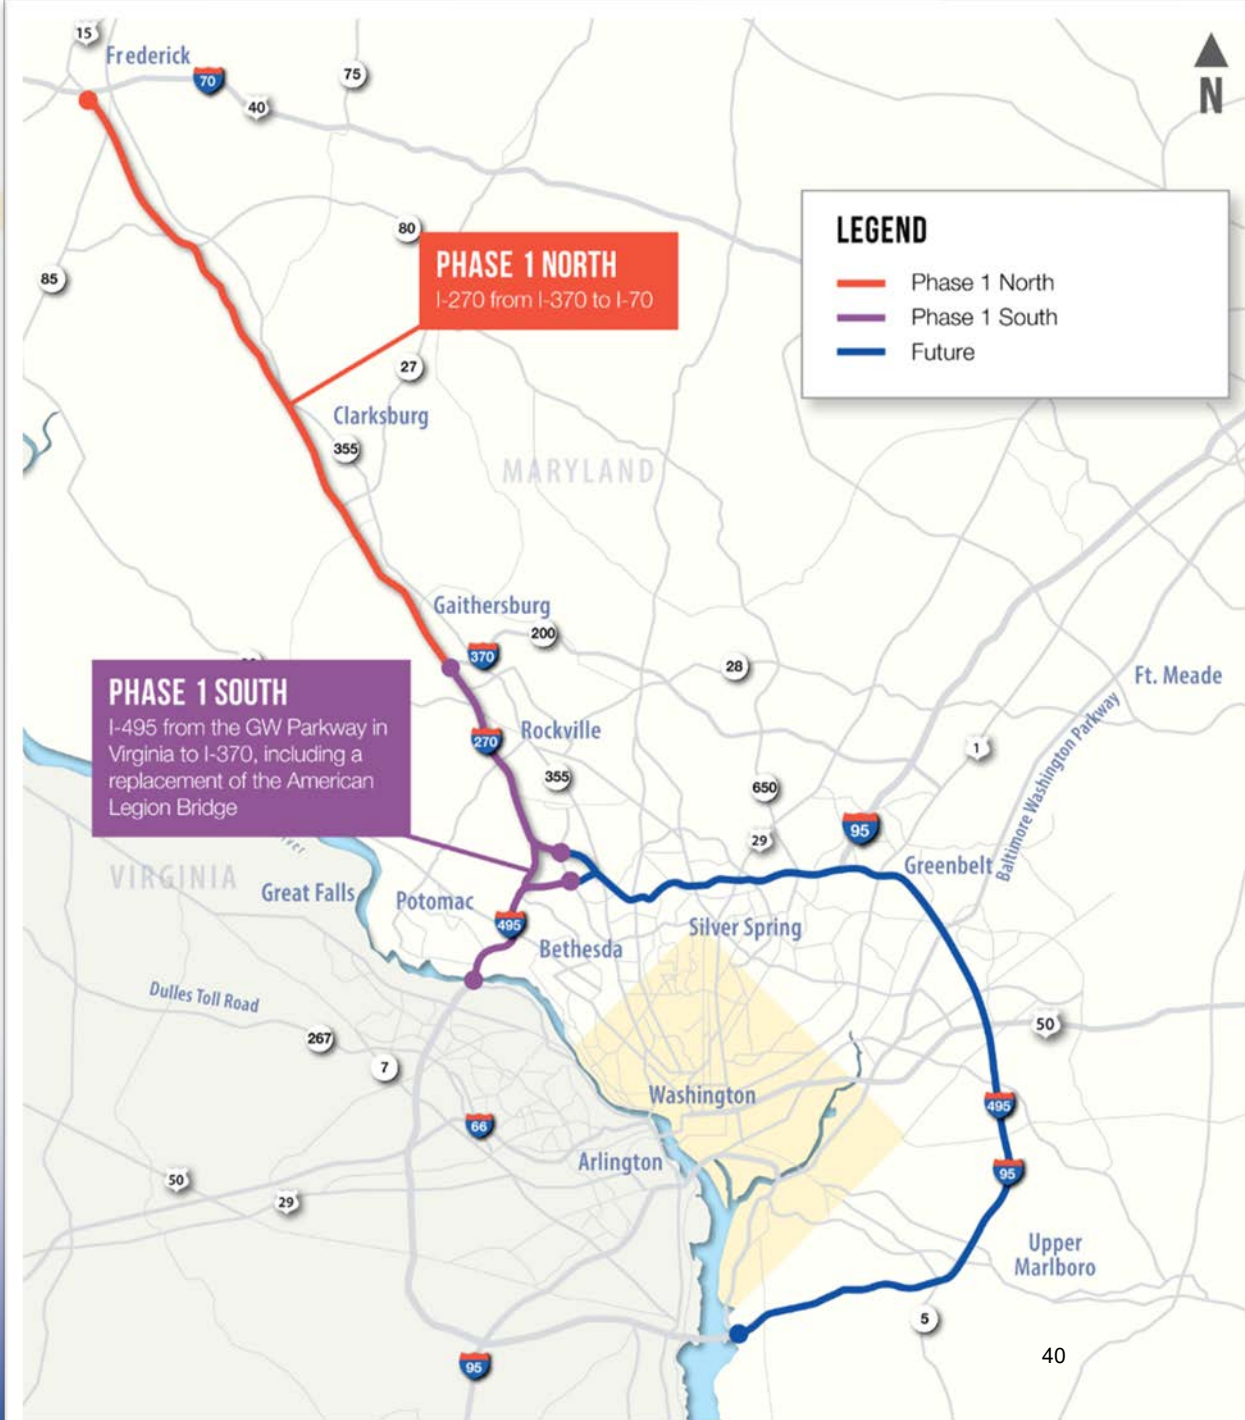 15
Frederick
70
75
40
N
80
PHASE 1 NORTH
I-270 from I-370 to I-70
LEGEND
Phase 1 North
Phase 1 South
Future
85
27
Clarksburg
355
MARYLAND
Gaithersburg
200
370
28
Ft. Meade
PHASE 1 SOUTH
I-495 from the GW Parkway in
Virginia to I-370, including a
replacement of the American
Legion Bridge
270
Rockville
355
1
Baltimore Washington Parkway
650
29
95
Greenbelt
VIRGINIA
Great Falls
Potomac
495
Bethesda
Silver Spring
Dulles Toll Road
267
7
50
Washington
495
66
Arlington
95
50
29
Upper
Marlboro
5
95
40